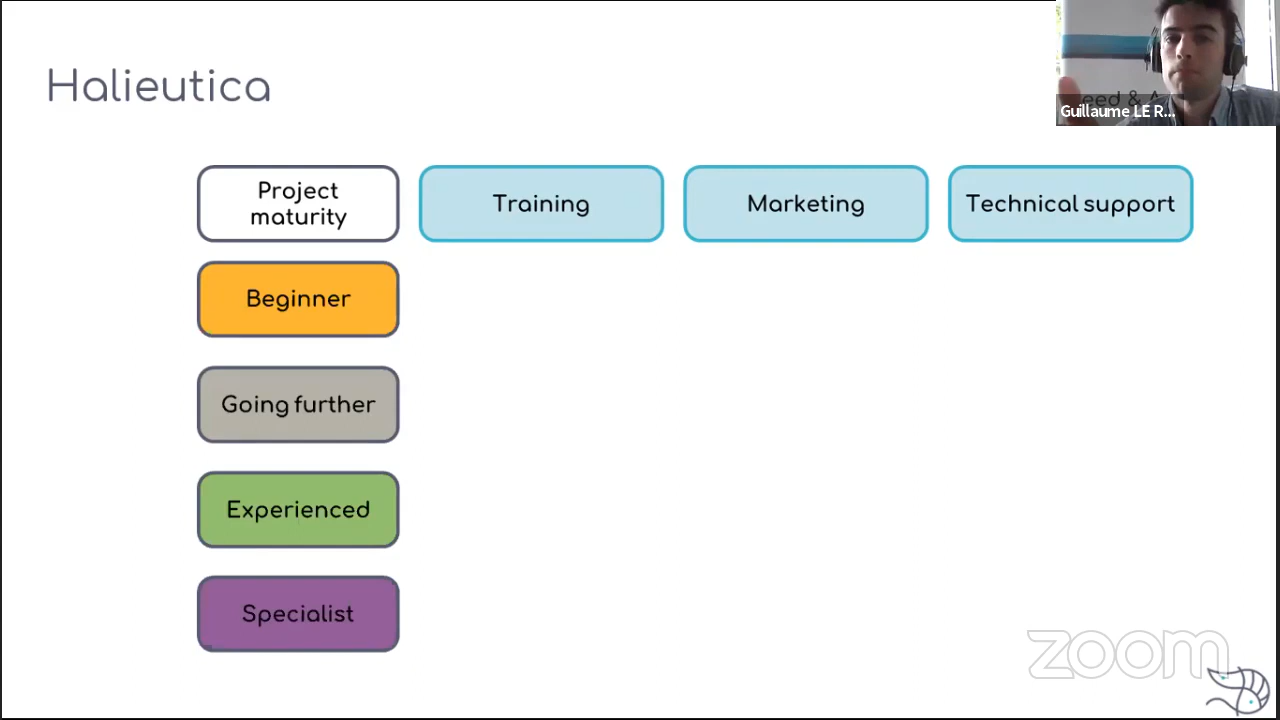 Halieutica
Guillaume LE R...
Project
maturity
Training
Marketing
Technical support
Beginner
Going further
Experienced
Specialist
zoom